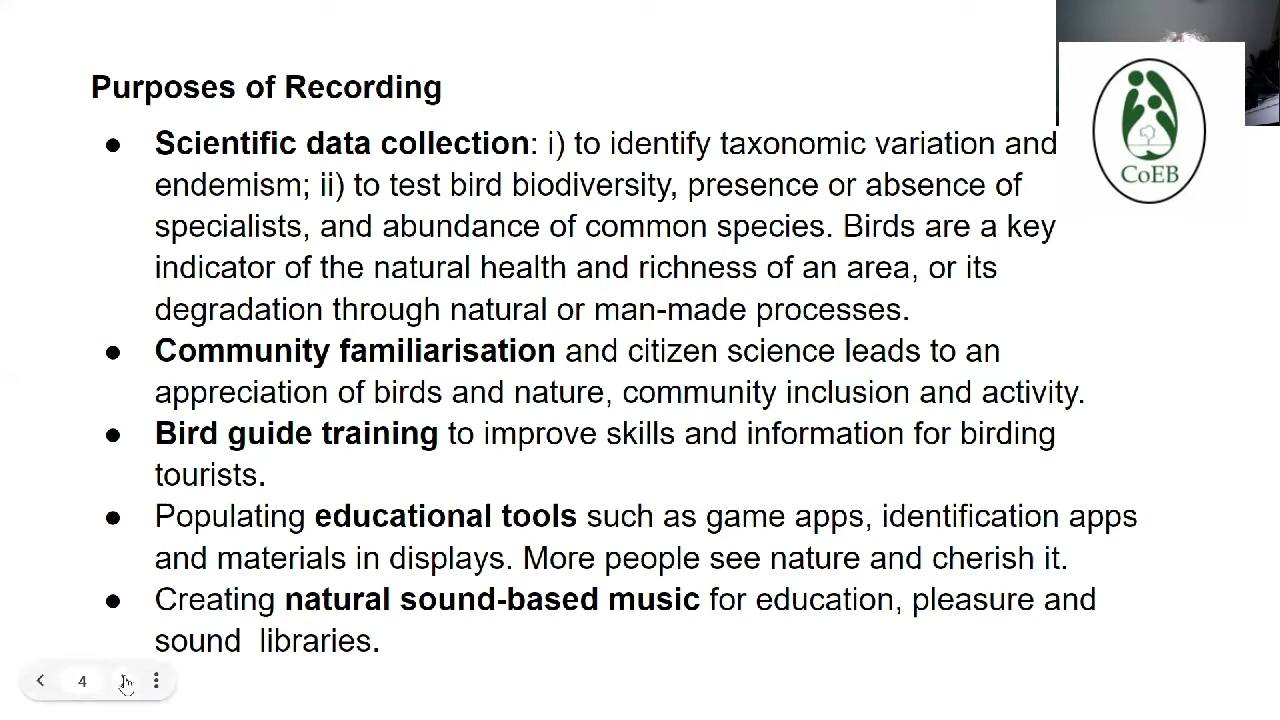 Purposes of Recording
● Scientific data collection: i) to identify taxonomic variation and
endemism; ii) to test bird biodiversity, presence or absence of
specialists, and abundance of common species. Birds are a key
indicator of the natural health and richness of an area, or its
degradation through natural or man-made processes.
● Community familiarisation and citizen science leads to an
appreciation of birds and nature, community inclusion and activity.
● Bird guide training to improve skills and information for birding
tourists.
● Populating educational tools such as game apps, identification apps
and materials in displays. More people see nature and cherish it.
● Creating natural sound-based music for education, pleasure and
sound  libraries.
CoEB
4